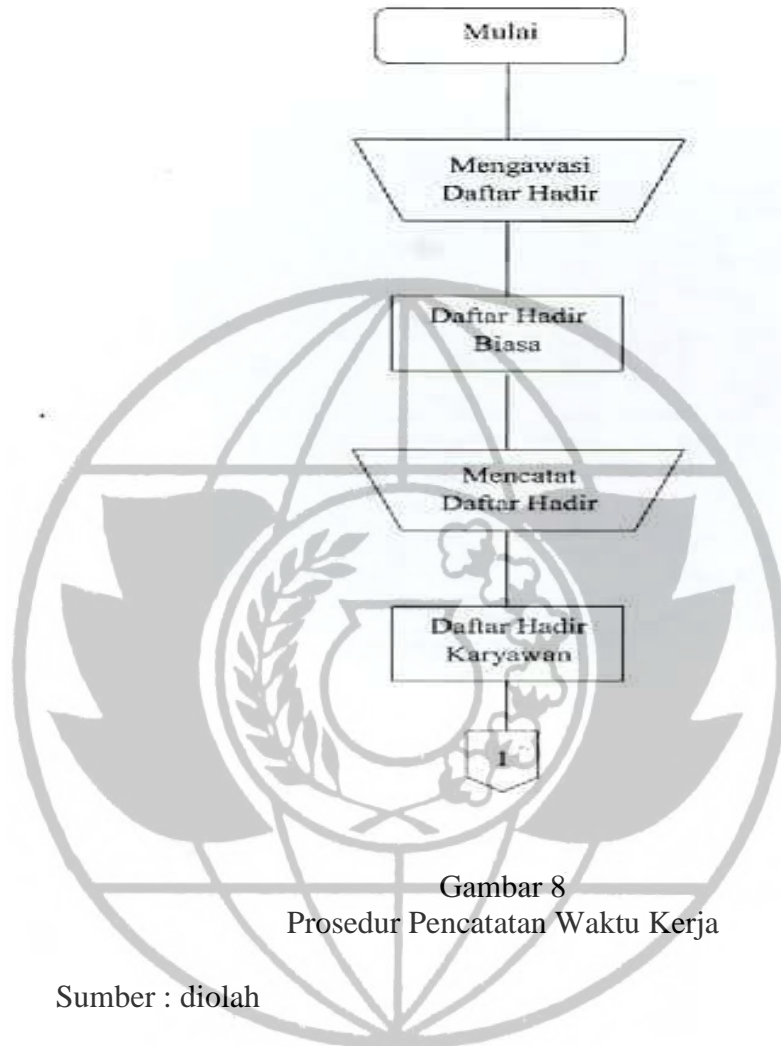 Mulai
Mengawasi
Daftar Hadir
Daftar Hadir
Biasa
Mencatat
Daftar Hadir
Daftar Hadir
Karyawan
1
Gambar 8
Prosedur Pencatatan Waktu Kerja
Sumber : diolah